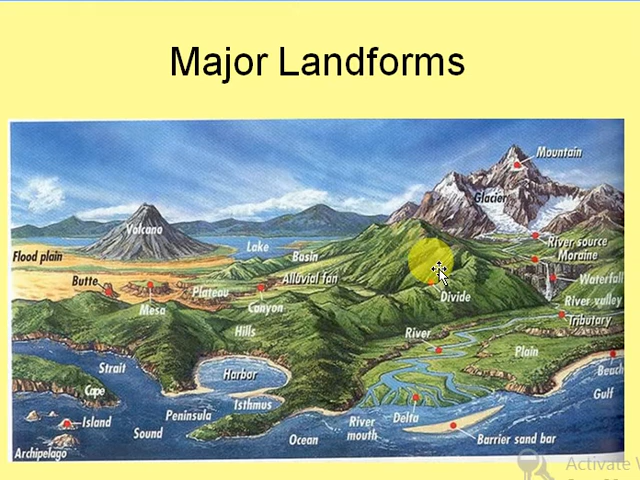 Major Landforms
Mountain
Glacier
Volcano
Lake
Basin
River source
Moraine
Flood plain
Butte
Mesa
Plateau
Canyon
Alluvial fan
Waterfall
Divide
River valley
Tributary
Hills
River
Plain
Strait
Harbor
Beach
Cape
Isthmus
Gulf
Island
Peninsula
Delta
Sound
Ocean
River
mouth
Barrier sand bar
Archipelago
Activate